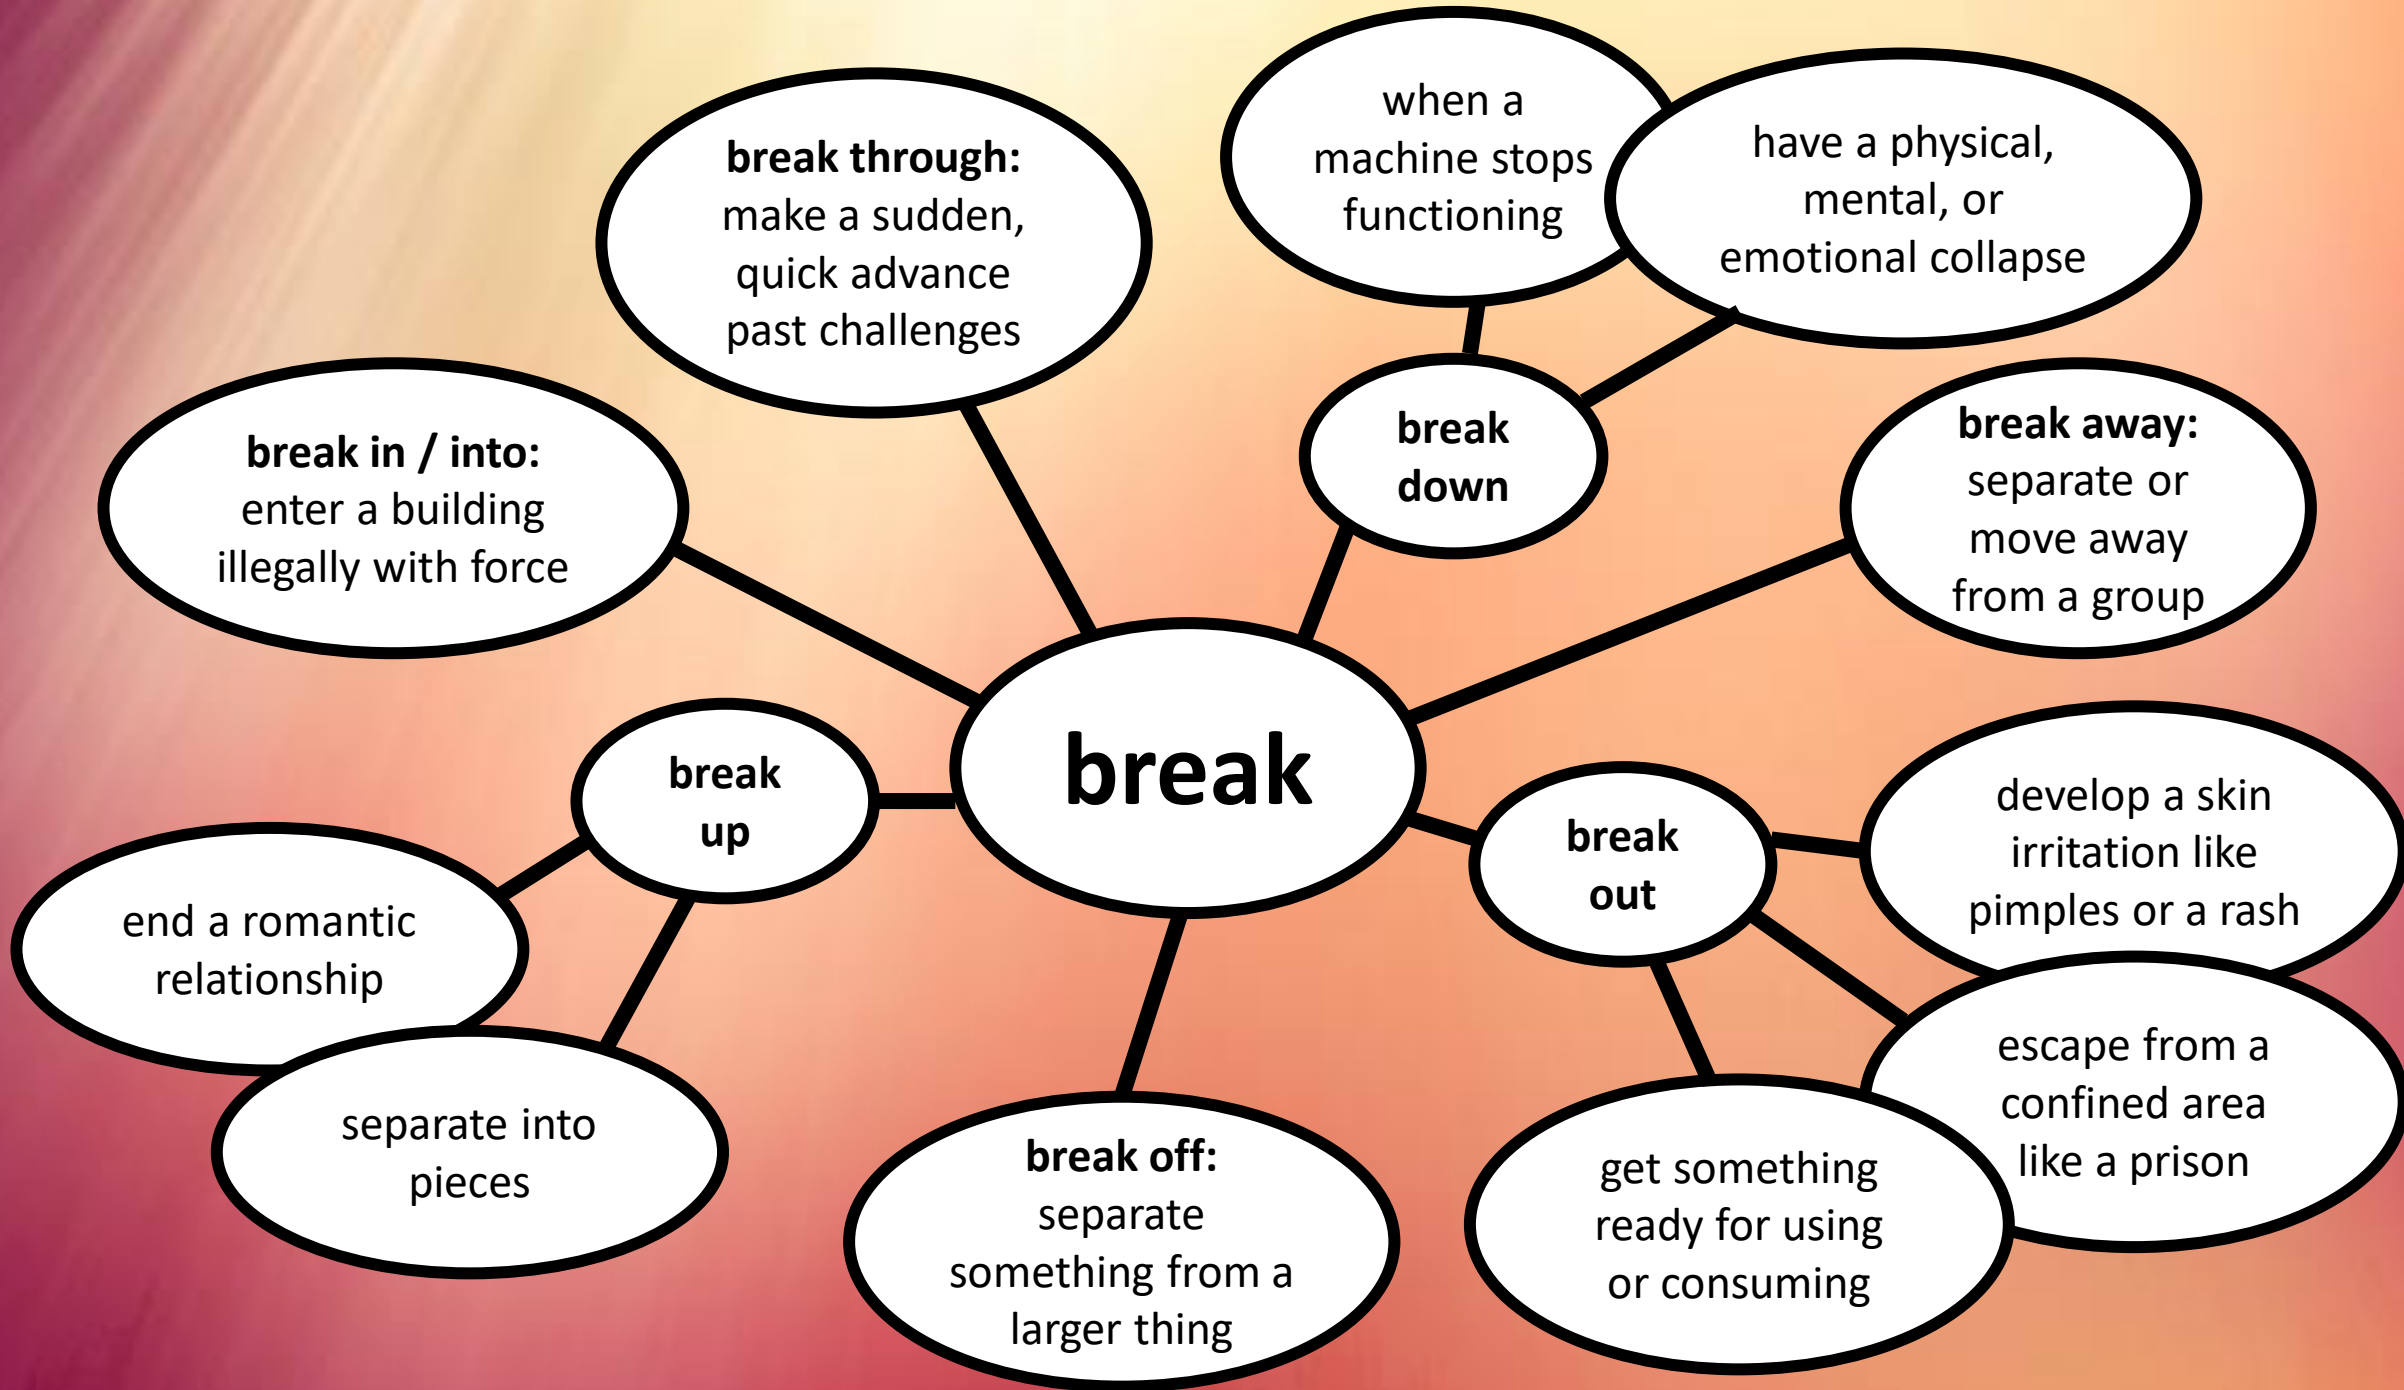 break through:
make a sudden,
quick advance
past challenges
when a
machine stops
functioning
have a physical,
mental, or
emotional collapse
break
down
break away:
separate or
move away
from a group
break in / into:
enter a building
illegally with force
break
break
up
end a romantic
relationship
separate into
pieces
break off:
separate
something from a
larger thing
break
out
develop a skin
irritation like
pimples or a rash
escape from a
confined area
like a prison
get something
ready for using
or consuming